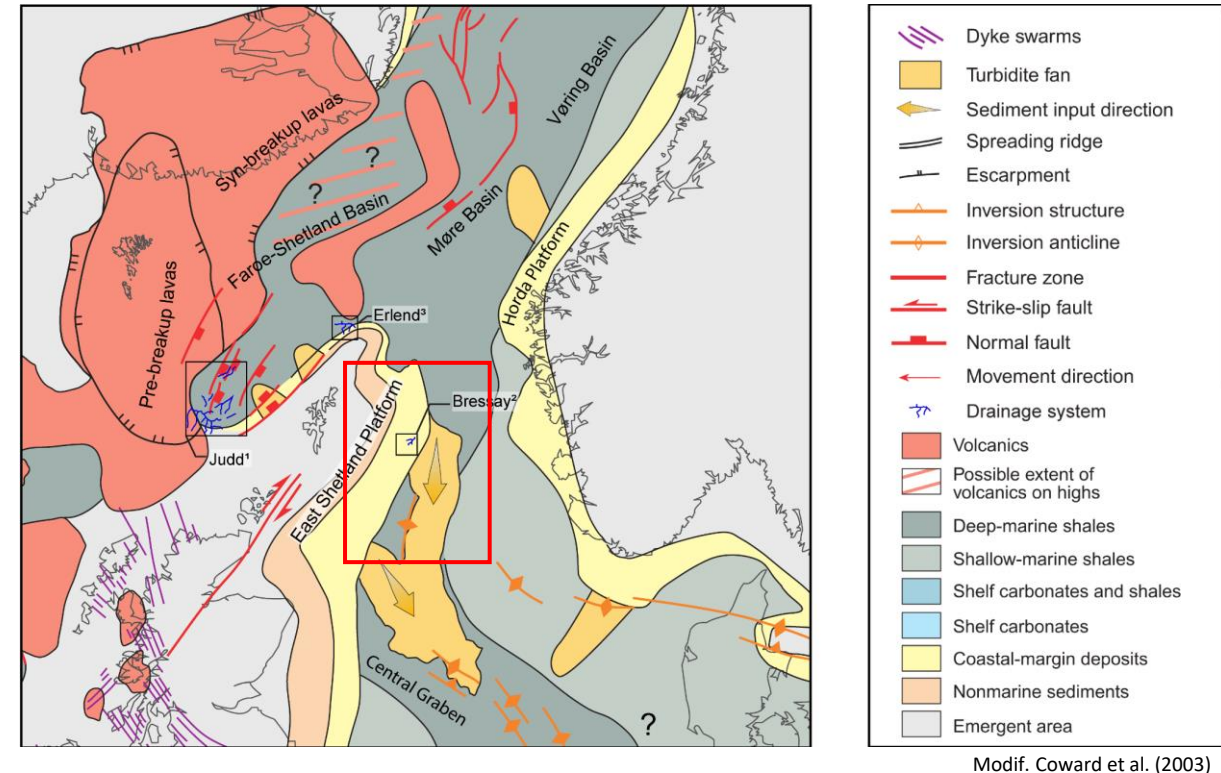 Syn-breakup lavas
Pre-breakup lavas
Faroe-Shetland Basin
?
?
Vøring Basin
Møre Basin
Horda Platform
Erlend³
Bressay²
Judd¹
East Shetland Platform
Central Graben
?
Dyke swarms
Turbidite fan
Sediment input direction
Spreading ridge
Escarpment
Inversion structure
Inversion anticline
Fracture zone
Strike-slip fault
Normal fault
Movement direction
Drainage system
Volcanics
Possible extent of
volcanics on highs
Deep-marine shales
Shallow-marine shales
Shelf carbonates and shales
Shelf carbonates
Coastal-margin deposits
Nonmarine sediments
Emergent area
Modif. Coward et al. (2003)